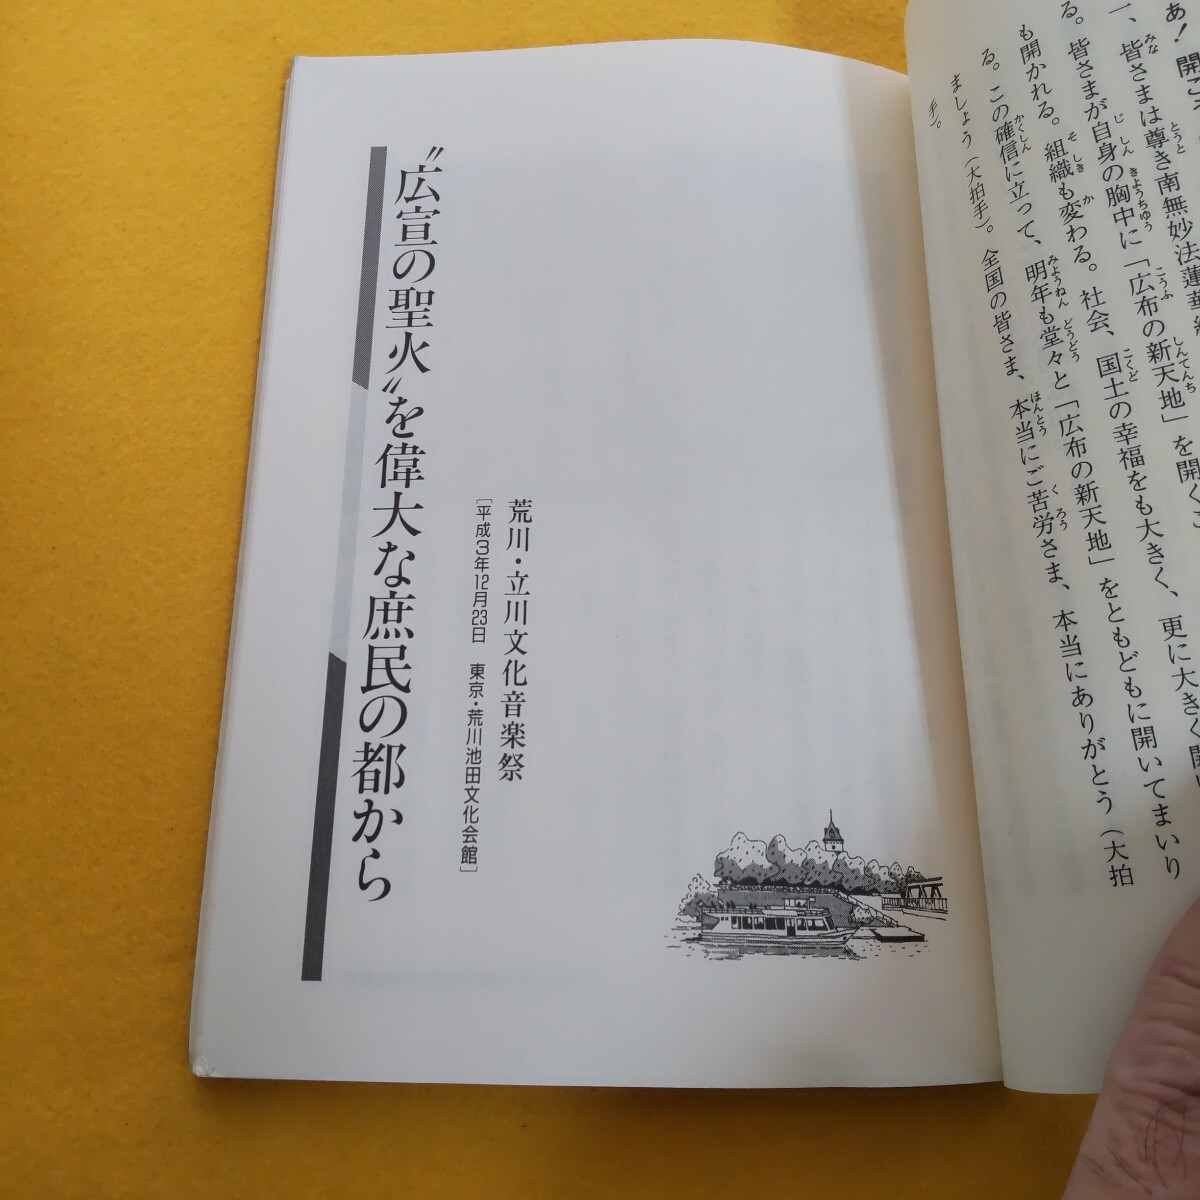 あ！開こ
一、皆さまは尊き南無妙法蓮華
る。皆さまが自身の胸中に「広布の新天地」を開くこ
も開かれる。組織も変わる。社会、国土の幸福をも大きく、更に大きく開
る。この確信に立って、明年も堂々と「広布の新天地」をともどもに開いてまいり
ましょう（大拍手）。全国の皆さま、本当にご苦労さま、本当にありがとう（大拍
手）。
荒川・立川文化音楽祭
［平成3年12月23日　東京・荒川池田文化会館］
〝広宣の聖火〟を偉大な庶民の都から